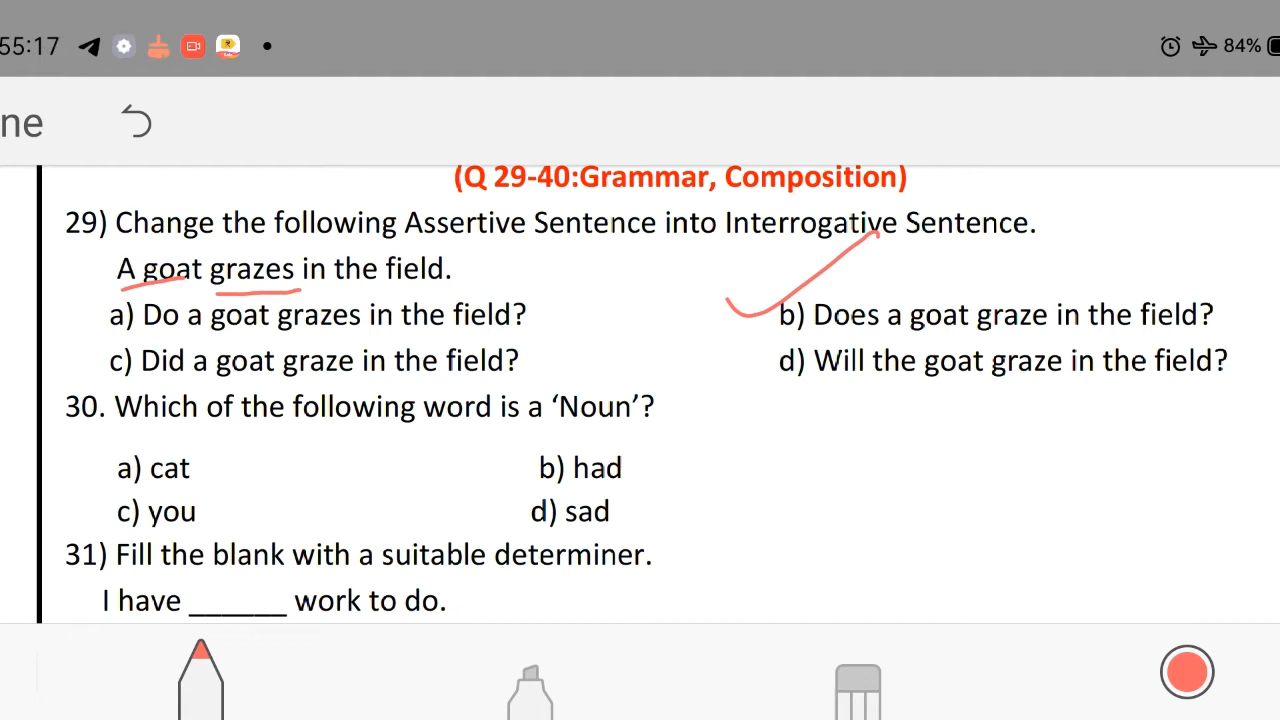 55:17 84%
ne
(Q 29-40:Grammar, Composition)
29) Change the following Assertive Sentence into Interrogative Sentence.
A goat grazes in the field.
a) Do a goat grazes in the field? b) Does a goat graze in the field?
c) Did a goat graze in the field? d) Will the goat graze in the field?
30. Which of the following word is a ‘Noun’?
a) cat b) had
c) you d) sad
31) Fill the blank with a suitable determiner.
I have ______ work to do.